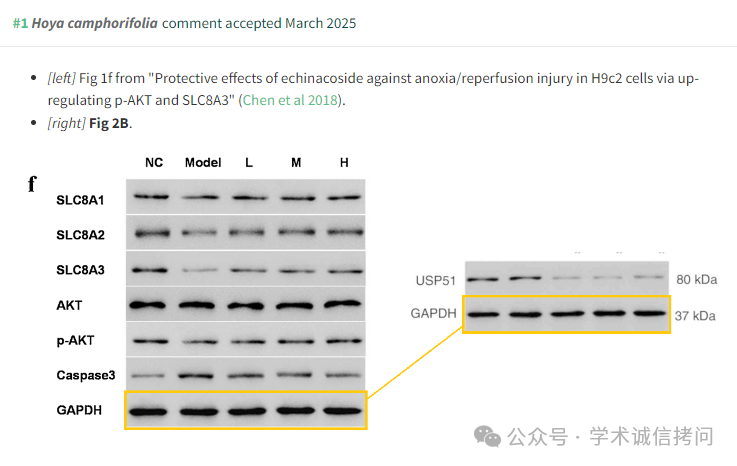 #1 Hoya camphorifolia comment accepted March 2025
[left] Fig 1f from "Protective effects of echinacoside against anoxia/reperfusion injury in H9c2 cells via up-
regulating p-AKT and SLC8A3" (Chen et al 2018).
[right] Fig 2B.
f
NC Model L M H
SLC8A1
SLC8A2
SLC8A3
AKT
p-AKT
Caspase3
GAPDH
USP51 80 kDa
GAPDH 37 kDa
公众号 · 学术诚信拷问